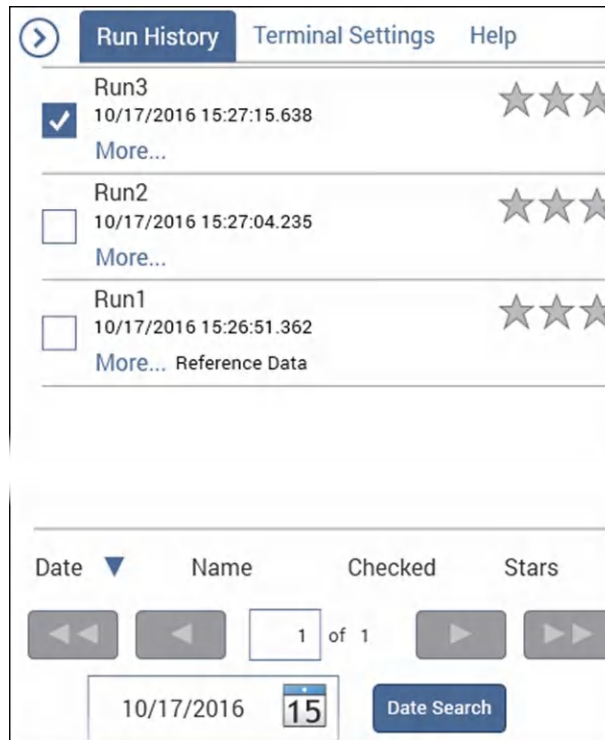 Run History Terminal Settings Help
Run3
10/17/2016 15:27:15.638
More...
Run2
10/17/2016 15:27:04.235
More...
Run1
10/17/2016 15:26:51.362
More... Reference Data
Date Name Checked Stars
1 of 1
10/17/2016 15 Date Search